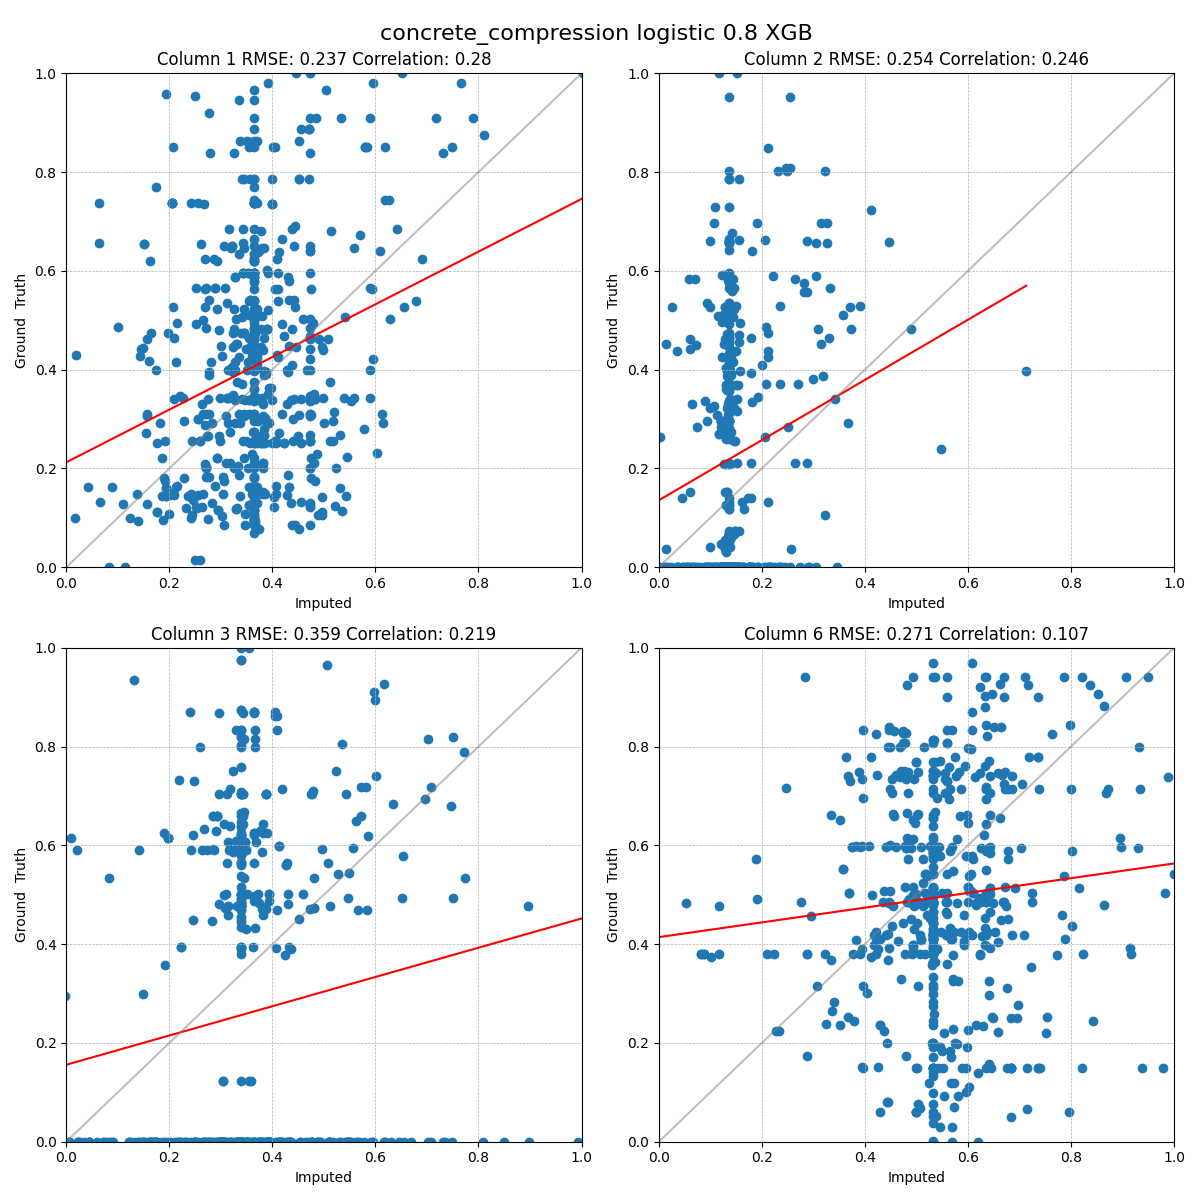 concrete_compression logistic 0.8 XGB
Column 1 RMSE: 0.237 Correlation: 0.28
Column 2 RMSE: 0.254 Correlation: 0.246
1.0
0.8
0.6
0.4
0.2
0.0
Ground Truth
0.0 0.2 0.4 0.6 0.8 1.0
Imputed
1.0
0.8
0.6
0.4
0.2
0.0
Ground Truth
0.0 0.2 0.4 0.6 0.8 1.0
Imputed
Column 3 RMSE: 0.359 Correlation: 0.219
Column 6 RMSE: 0.271 Correlation: 0.107
1.0
0.8
0.6
0.4
0.2
0.0
Ground Truth
0.0 0.2 0.4 0.6 0.8 1.0
Imputed
1.0
0.8
0.6
0.4
0.2
0.0
Ground Truth
0.0 0.2 0.4 0.6 0.8 1.0
Imputed